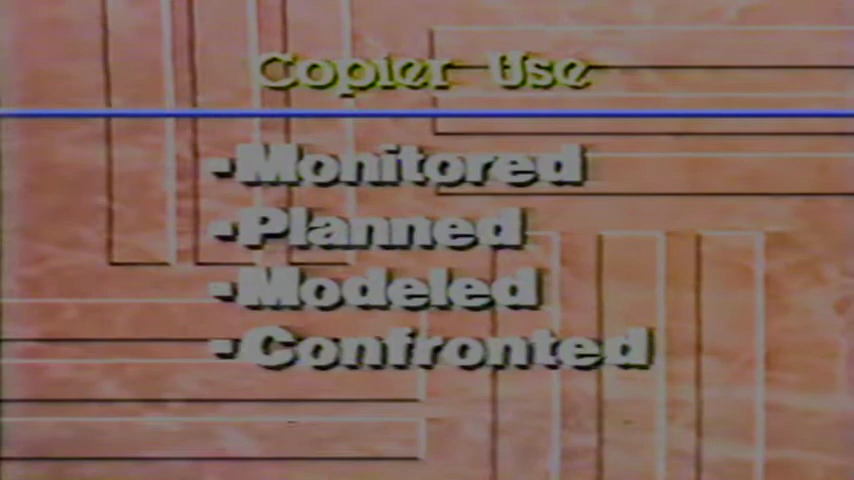 Copier Use
-Monitored
-Planned
-Modeled
-Confronted